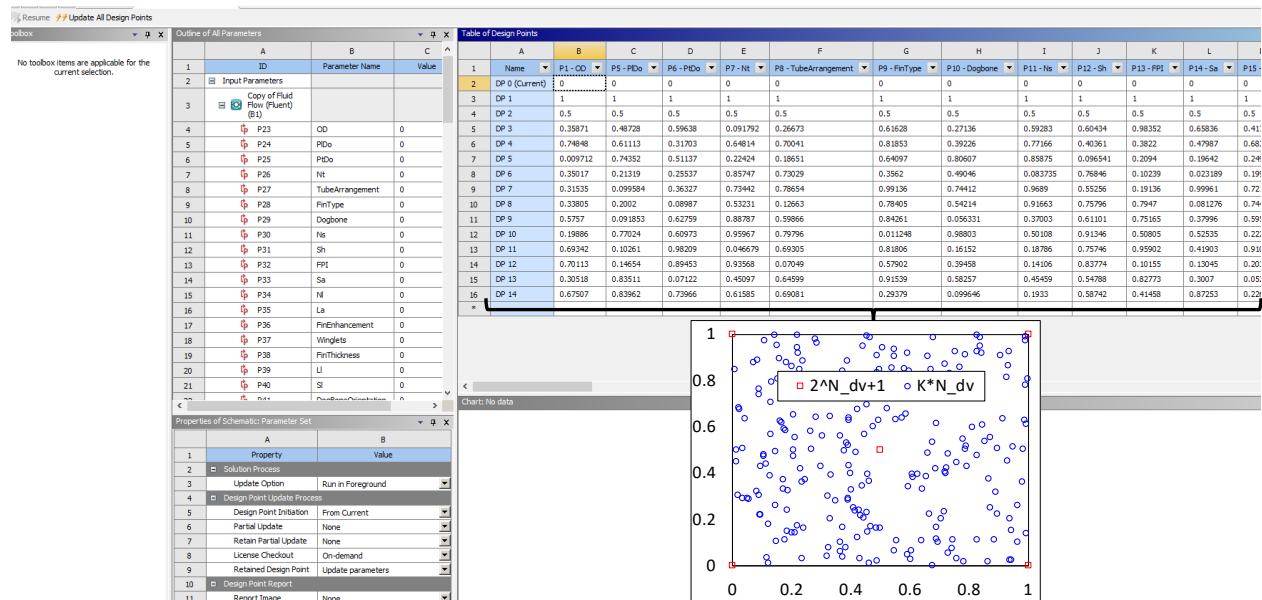 Resume Update All Design Points
oolbox
No toolbox items are applicable for the
current selection.
Outline of All Parameters
A B C
1 ID Parameter Name Value
2 Input Parameters
3 Copy of Fluid
Flow (Fluent)
(B1)
4 P23 OD 0
5 P24 PlDo 0
6 P25 PtDo 0
7 P26 Nt 0
8 P27 TubeArrangement 0
9 P28 FinType 0
10 P29 Dogbone 0
11 P30 Ns 0
12 P31 Sh 0
13 P32 FPI 0
14 P33 Sa 0
15 P34 Nl 0
16 P35 La 0
17 P36 FinEnhancement 0
18 P37 Winglets 0
19 P38 FinThickness 0
20 P39 Ll 0
21 P40 Sl 0
22 P41 DogBoneOrientation 0
Properties of Schematic: Parameter Set
A B
1 Property Value
2 Solution Process
3 Update Option Run in Foreground
4 Design Point Update Process
5 Design Point Initiation From Current
6 Partial Update None
7 Retain Partial Update None
8 License Checkout On-demand
9 Retained Design Point Update parameters
10 Design Point Report
11 Report Image None
Table of Design Points
A B C D E F G H I J K L
1 Name P1 - OD P5 - PlDo P6 - PtDo P7 - Nt P8 - TubeArrangement P9 - FinType P10 - Dogbone P11 - Ns P12 - Sh P13 - FPI P14 - Sa P15 -
2 DP 0 (Current) 0 0 0 0 0 0 0 0 0 0 0 0
3 DP 1 1 1 1 1 1 1 1 1 1 1 1 1
4 DP 2 0.5 0.5 0.5 0.5 0.5 0.5 0.5 0.5 0.5 0.5 0.5 0.5
5 DP 3 0.35871 0.48728 0.59638 0.091792 0.26673 0.61628 0.27136 0.59283 0.60434 0.98352 0.65836
6 DP 4 0.74848 0.61113 0.31703 0.64814 0.70041 0.81853 0.39226 0.77166 0.40361 0.3822 0.47987
7 DP 5 0.009712 0.74352 0.51137 0.22424 0.18651 0.64097 0.80607 0.85875 0.096541 0.2094 0.19642
8 DP 6 0.35017 0.21319 0.25537 0.85747 0.73029 0.3562 0.49046 0.083735 0.76846 0.10239 0.023189
9 DP 7 0.31535 0.099584 0.36327 0.73442 0.78654 0.99136 0.74412 0.9689 0.55256 0.19136 0.99961
10 DP 8 0.33805 0.2002 0.08987 0.53231 0.12663 0.78405 0.54214 0.91663 0.75796 0.7947 0.081276
11 DP 9 0.5757 0.091853 0.62759 0.88787 0.59866 0.84261 0.056331 0.37003 0.61101 0.75165 0.37996
12 DP 10 0.19886 0.77024 0.60973 0.95967 0.79796 0.011248 0.98803 0.50108 0.91346 0.50805 0.52535
13 DP 11 0.69342 0.10261 0.98209 0.046679 0.69305 0.81806 0.16152 0.18786 0.75746 0.95902 0.41903
14 DP 12 0.70113 0.14654 0.89453 0.93568 0.07049 0.57902 0.39458 0.14106 0.83774 0.10155 0.13045
15 DP 13 0.30518 0.83511 0.07122 0.45097 0.64599 0.91539 0.58257 0.45459 0.54788 0.82773 0.3007
16 DP 14 0.67507 0.83962 0.73966 0.61585 0.69081 0.29379 0.099646 0.1933 0.58742 0.41458 0.87253
*
Chart: No data
1
0.8
0.6
0.4
0.2
0
2^N_dv+1 K*N_dv
0 0.2 0.4 0.6 0.8 1